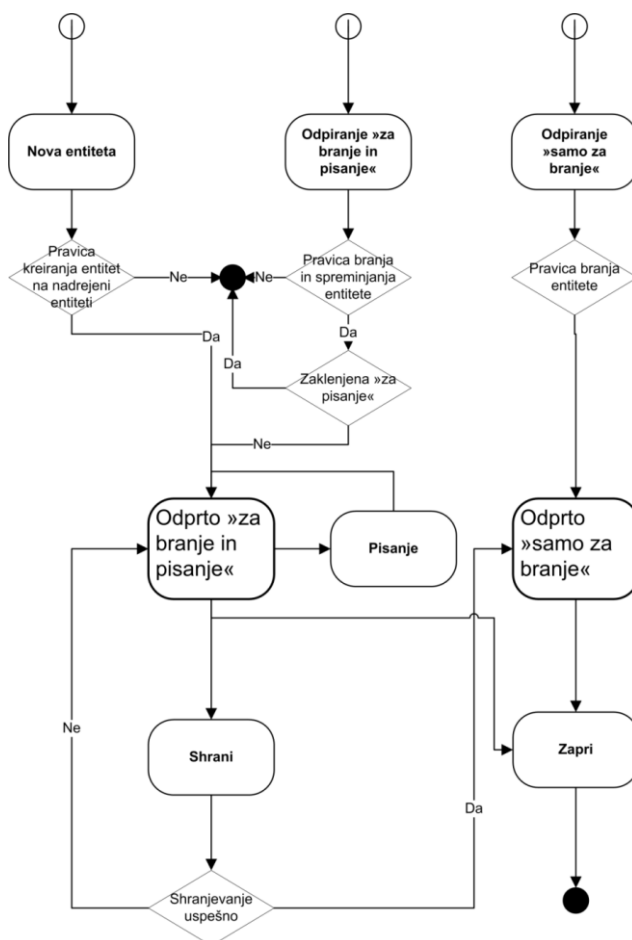 Nova entiteta
Odpiranje »za
branje in
pisanje«
Odpiranje
»samo za
branje«
Pravica
kreiranja entitet
na nadrejeni
entiteti
Ne
Ne
Pravica branja
in spreminjanja
entitete
Pravica branja
entitete
Da
Da
Da
Zaklenjena »za
pisanje«
Ne
Odprto »za
branje in
pisanje«
Pisanje
Odprto
»samo za
branje«
Ne
Shrani
Zapri
Da
Shranjevanje
uspešno